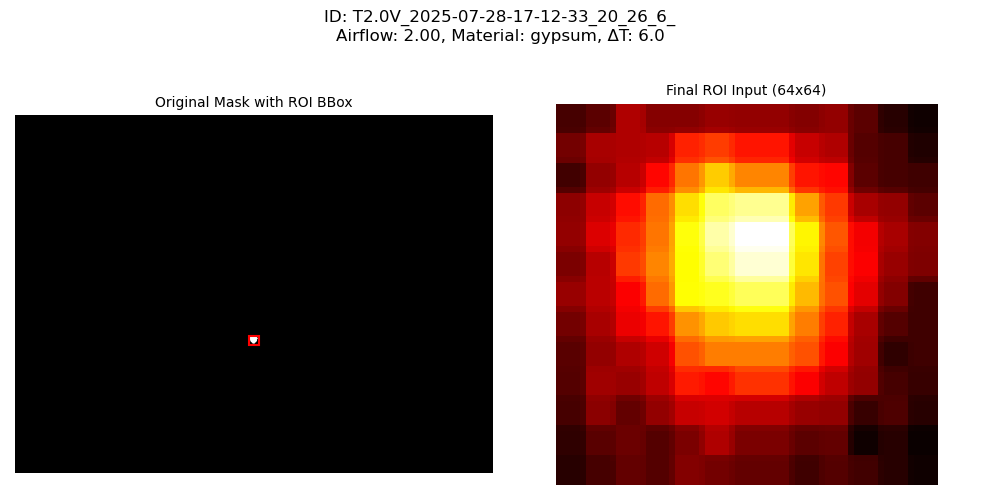 ID: T2.0V_2025-07-28-17-12-33_20_26_6_
Airflow: 2.00, Material: gypsum, ΔT: 6.0
Original Mask with ROI BBox
Final ROI Input (64x64)